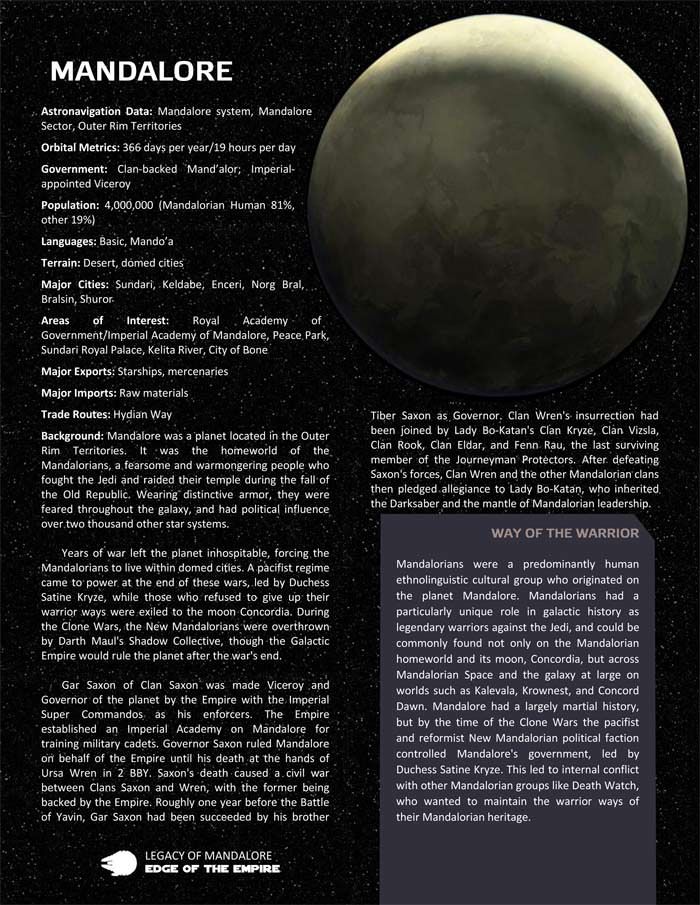 MANDALORE
Astronavigation Data: Mandalore system, Mandalore
Sector, Outer Rim Territories
Orbital Metrics: 366 days per year/19 hours per day
Government: Clan-backed Mand'alor; Imperial-
appointed Viceroy
Population: 4,000,000 (Mandalorian Human 81%,
other 19%)
Languages: Basic, Mando'a
Terrain: Desert, domed cities
Major Cities: Sundari, Keldabe, Enceri, Norg Bral,
Bralsin, Shuror
Areas of Interest: Royal Academy of
Government/Imperial Academy of Mandalore, Peace Park,
Sundari Royal Palace, Kelita River, City of Bone
Major Exports: Starships, mercenaries
Major Imports: Raw materials
Trade Routes: Hydian Way
Background: Mandalore was a planet located in the Outer
Rim Territories. It was the homeworld of the
Mandalorians, a fearsome and warmongering people who
fought the Jedi and raided their temple during the fall of
the Old Republic. Wearing distinctive armor, they were
feared throughout the galaxy, and had political influence
over two thousand other star systems.
Years of war left the planet inhospitable, forcing the
Mandalorians to live within domed cities. A pacifist regime
came to power at the end of these wars, led by Duchess
Satine Kryze, while those who refused to give up their
warrior ways were exiled to the moon Concordia. During
the Clone Wars, the New Mandalorians were overthrown
by Darth Maul's Shadow Collective, though the Galactic
Empire would rule the planet after the war's end.
Gar Saxon of Clan Saxon was made Viceroy and
Governor of the planet by the Empire with the Imperial
Super Commandos as his enforcers. The Empire
established an Imperial Academy on Mandalore for
training military cadets. Governor Saxon ruled Mandalore
on behalf of the Empire until his death at the hands of
Ursa Wren in 2 BBY. Saxon's death caused a civil war
between Clans Saxon and Wren, with the former being
backed by the Empire. Roughly one year before the Battle
of Yavin, Gar Saxon had been succeeded by his brother
Tiber Saxon as Governor. Clan Wren's insurrection had
been joined by Lady Bo-Katan's Clan Kryze, Clan Vizsla,
Clan Rook, Clan Eldar, and Fenn Rau, the last surviving
member of the Journeyman Protectors. After defeating
Saxon's forces, Clan Wren and the other Mandalorian clans
then pledged allegiance to Lady Bo-Katan, who inherited
the Darksaber and the mantle of Mandalorian leadership.
WAY OF THE WARRIOR
Mandalorians were a predominantly human
ethnolinguistic cultural group who originated on
the planet Mandalore. Mandalorians had a
particularly unique role in galactic history as
legendary warriors against the Jedi, and could be
commonly found not only on the Mandalorian
homeworld and its moon, Concordia, but across
Mandalorian Space and the galaxy at large on
worlds such as Kalevala, Krownest, and Concord
Dawn. Mandalore had a largely martial history,
but by the time of the Clone Wars the pacifist
and reformist New Mandalorian political faction
controlled Mandalore's government, led by
Duchess Satine Kryze. This led to internal conflict
with other Mandalorian groups like Death Watch,
who wanted to maintain the warrior ways of
their Mandalorian heritage.
LEGACY OF MANDALORE
EDGE OF THE EMPIRE